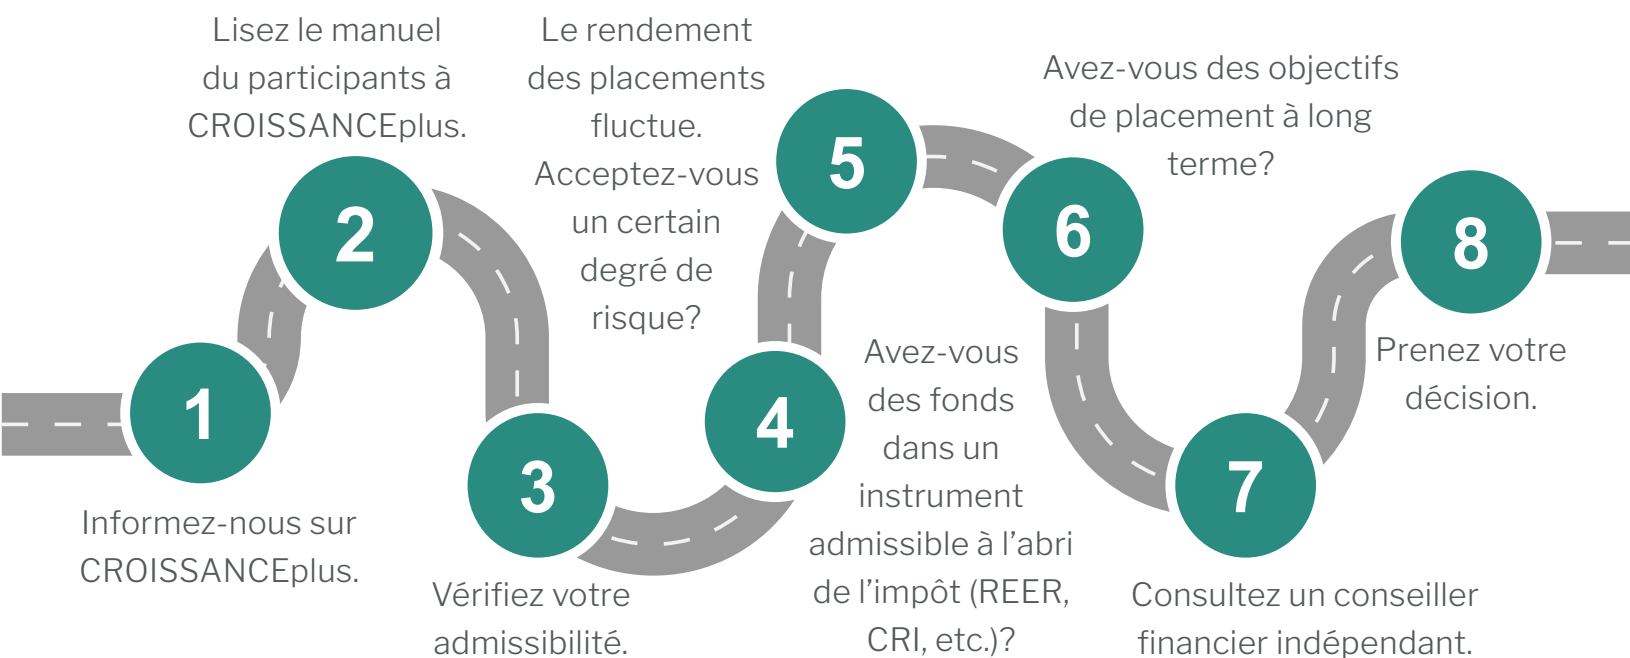 1
Informez-nous sur
CROISSANCEplus.
2
Lisez le manuel
du participants à
CROISSANCEplus.
3
Vérifiez votre
admissibilité.
4
Le rendement
des placements
fluctue.
Acceptez-vous
un certain
degré de
risque?
5
Avez-vous
des fonds
dans un
instrument
admissible à l’abri
de l’impôt (REER,
CRI, etc.)?
6
Avez-vous des objectifs
de placement à long
terme?
7
Consultez un conseiller
financier indépendant.
8
Prenez votre
décision.